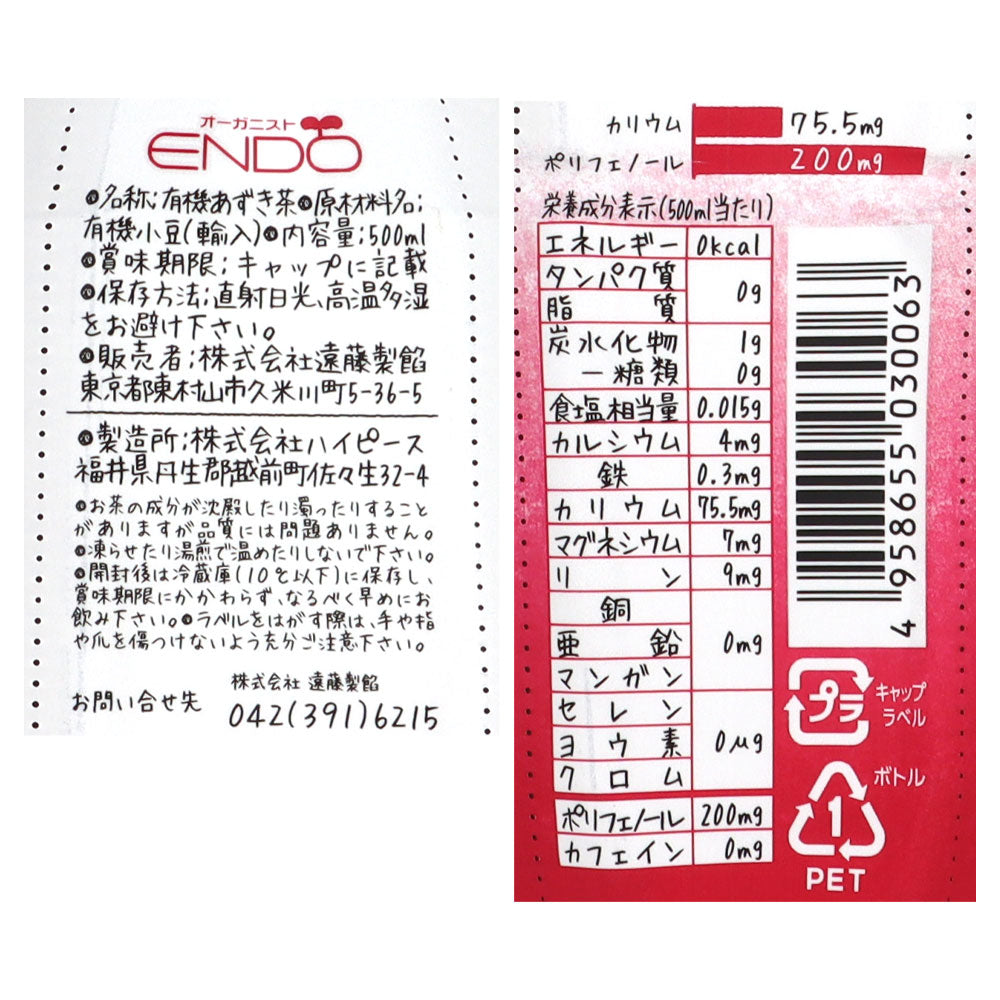 オーガニスト
ENDO
◉名称;有機あずき茶◉原材料名;
有機小豆(輸入)◉内容量;500ml
◉賞味期限;キャップに記載
◉保存方法;直射日光、高温多湿
をお避け下さい。
◉販売者;株式会社遠藤製餡
東京都東村山市久米川町5-36-5
◉製造所;株式会社ハイピース
福井県丹生郡越前町佐々生32-4
◉お茶の成分が沈殿したり濁ったりすること
がありますが品質には問題ありません。
◉凍らせたり湯煎で温めたりしないで下さい。
◉開封後は冷蔵庫(10℃以下)に保存し、
賞味期限にかかわらず、なるべく早めにお
飲み下さい。◉ラベルをはがす際は、手や指
や爪を傷つけないよう充分ご注意下さい。
お問い合せ先
株式会社 遠藤製餡
042(391)6215
カリウム 75.5mg
ポリフェノール 200mg
栄養成分表示(500ml当たり)
エネルギー 0kcal
タンパク質
脂質 0g
炭水化物 1g
ー糖類 0g
食塩相当量 0.015g
カルシウム 4mg
鉄 0.3mg
カリウム 75.5mg
マグネシウム 7mg
リン 9mg
銅
亜鉛 0mg
マンガン
セレン
ヨウ素 0μg
クロム
ポリフェノール 200mg
カフェイン 0mg
4 958655 030063
プラ
キャップ
ラベル
ボトル
1
PET